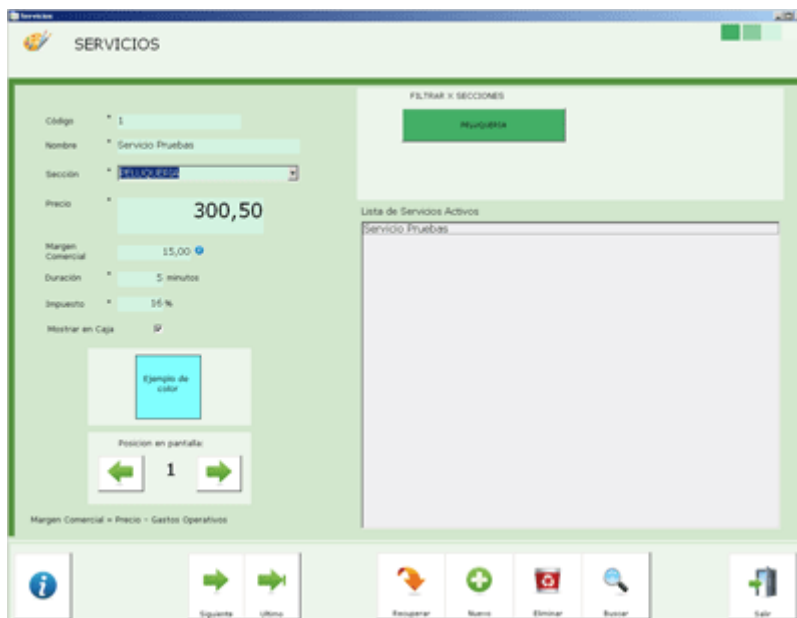 Servicios
SERVICIOS
FILTRAR X SECCIONES
PELUQUERIA
Código * 1
Nombre * Servicio Pruebas
Sección * PELUQUERIA
Precio * 300,50
Margen Comercial 15,00
Duración * 5 minutos
Impuesto * 16 %
Mostrar en Caja
Ejemplo de
color
Posicion en pantalla:
1
Margen Comercial = Precio - Gastos Operativos
Lista de Servicios Activos
Servicio Pruebas
Siguiente Ultimo Recuperar Nuevo Eliminar Buscar Salir